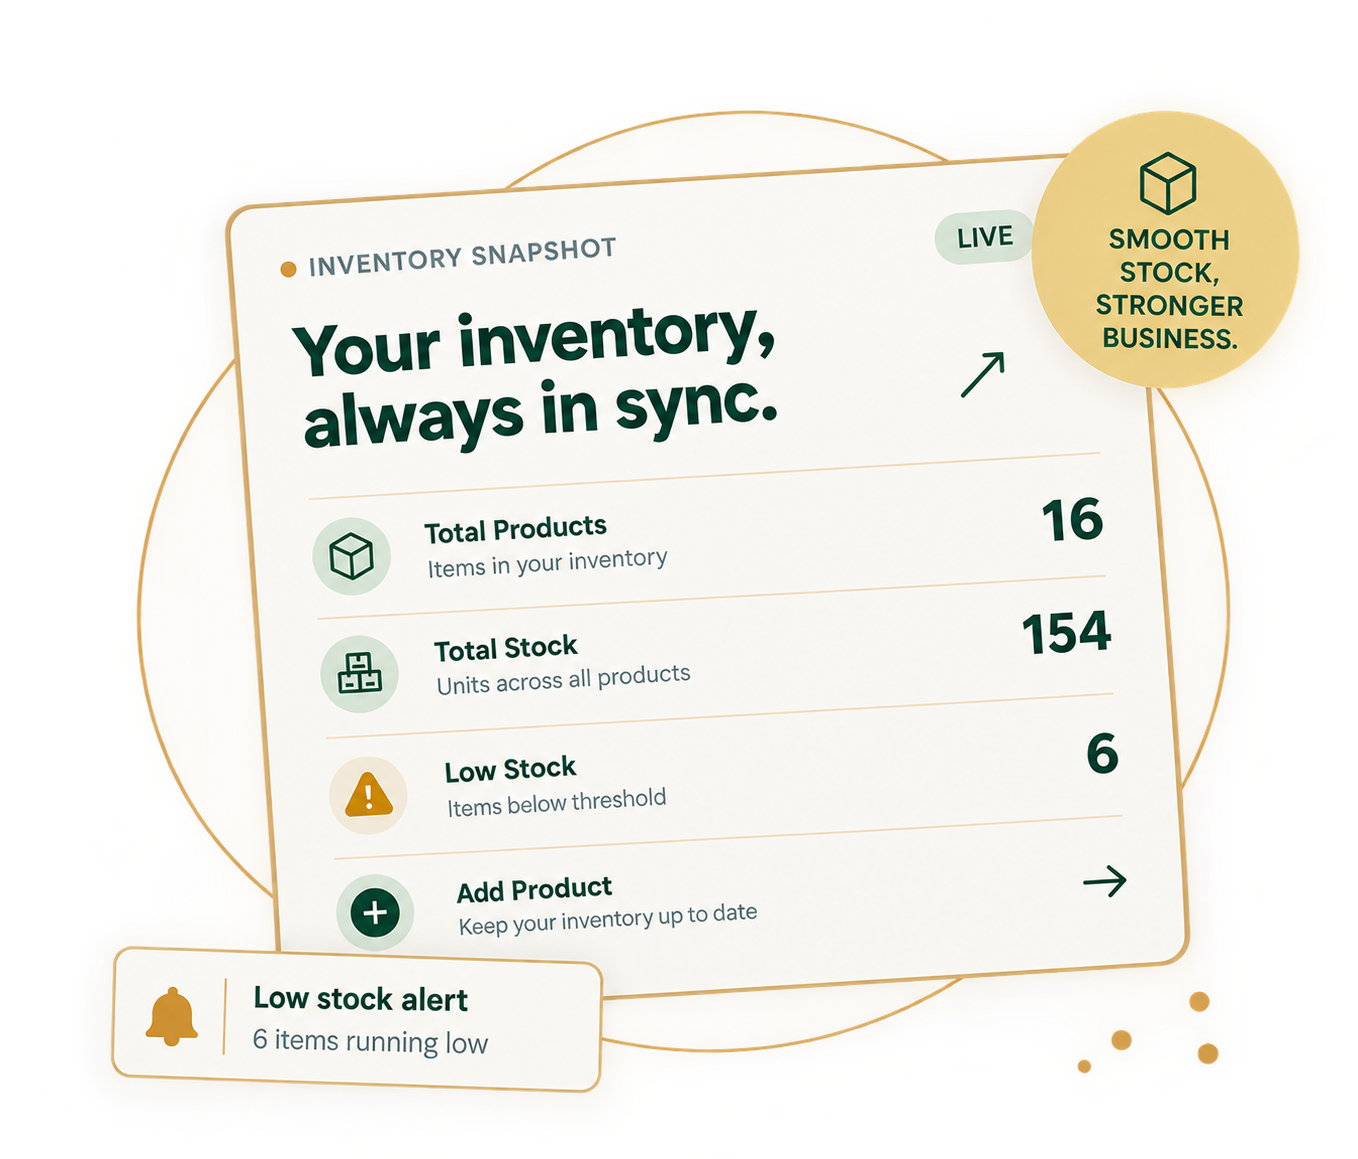 INVENTORY SNAPSHOT
LIVE
SMOOTH
STOCK,
STRONGER
BUSINESS.
Your inventory,
always in sync.
Total Products
Items in your inventory
16
Total Stock
Units across all products
154
Low Stock
Items below threshold
6
Add Product
Keep your inventory up to date
Low stock alert
6 items running low